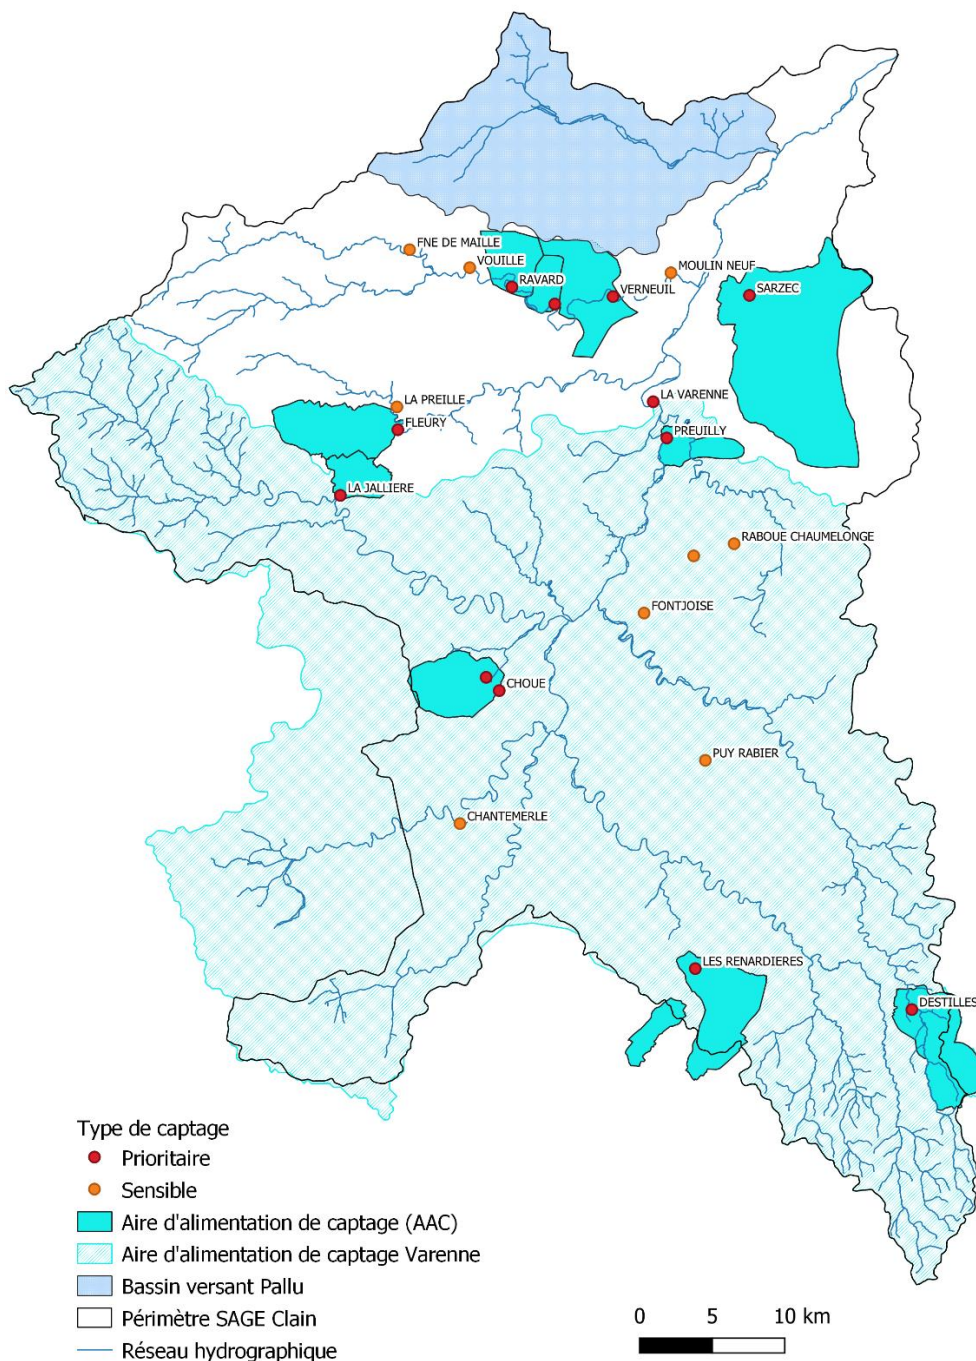 FNE DE MAILLE
VOUILLE
MOULIN NEUF
RAVARD
VERNEUIL
SARZEC
LA PREILLE
LA VARENNE
FLEURY
PREUILLY
LA JALLIERE
RABOUE CHAUMELONGE
FONTJOISE
CHOUE
PUY RABIER
CHANTEMERLE
LES RENARDIERES
DESTILLES
Type de captage
Prioritaire
Sensible
Aire d'alimentation de captage (AAC)
Aire d'alimentation de captage Varenne
Bassin versant Pallu
Périmètre SAGE Clain
Réseau hydrographique
0 5 10 km